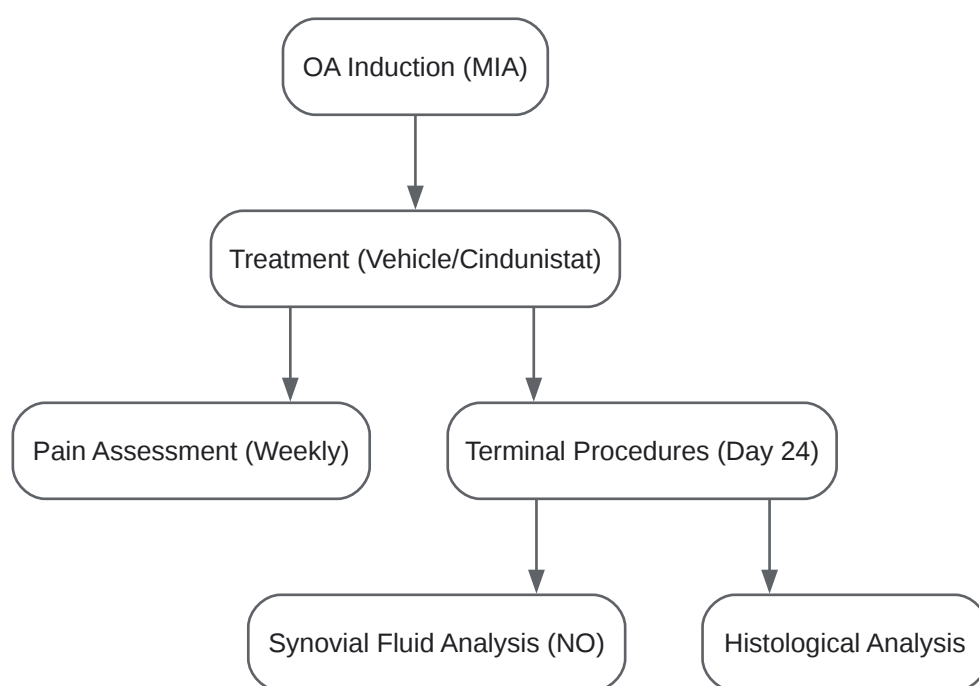 OA Induction (MIA)
Treatment (Vehicle/Cindunistat)
Pain Assessment (Weekly)
Terminal Procedures (Day 24)
Synovial Fluid Analysis (NO)
Histological Analysis